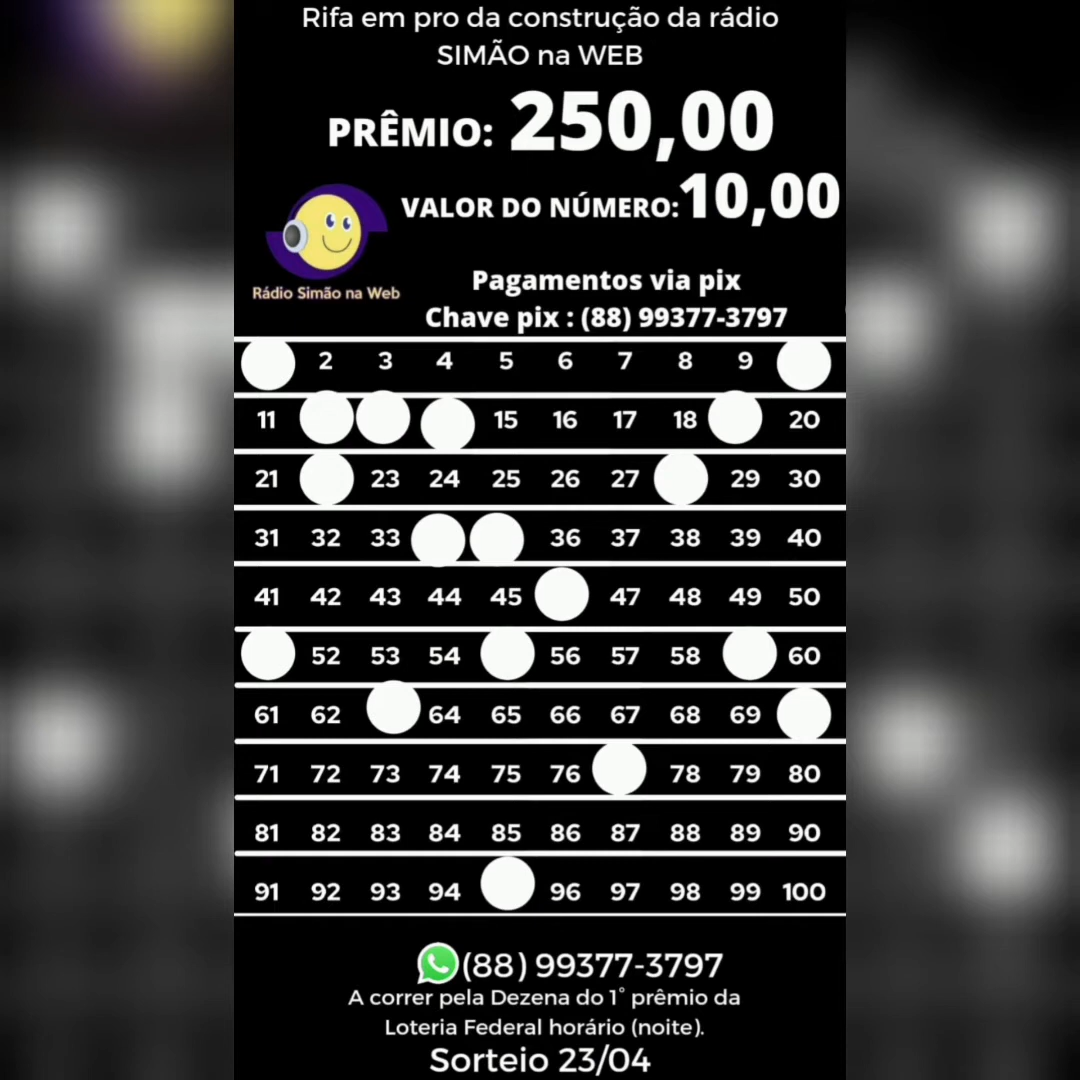 Rifa em pro da construção da rádio
SIMÃO na WEB
PRÊMIO: 250,00
VALOR DO NÚMERO:10,00
Rádio Simão na Web
Pagamentos via pix
Chave pix : (88) 99377-3797
2 3 4 5 6 7 8 9
11 15 16 17 18 20
21 23 24 25 26 27 29 30
31 32 33 36 37 38 39 40
41 42 43 44 45 47 48 49 50
52 53 54 56 57 58 60
61 62 64 65 66 67 68 69
71 72 73 74 75 76 78 79 80
81 82 83 84 85 86 87 88 89 90
91 92 93 94 96 97 98 99 100
(88) 99377-3797
A correr pela Dezena do 1° prêmio da
Loteria Federal horário (noite).
Sorteio 23/04